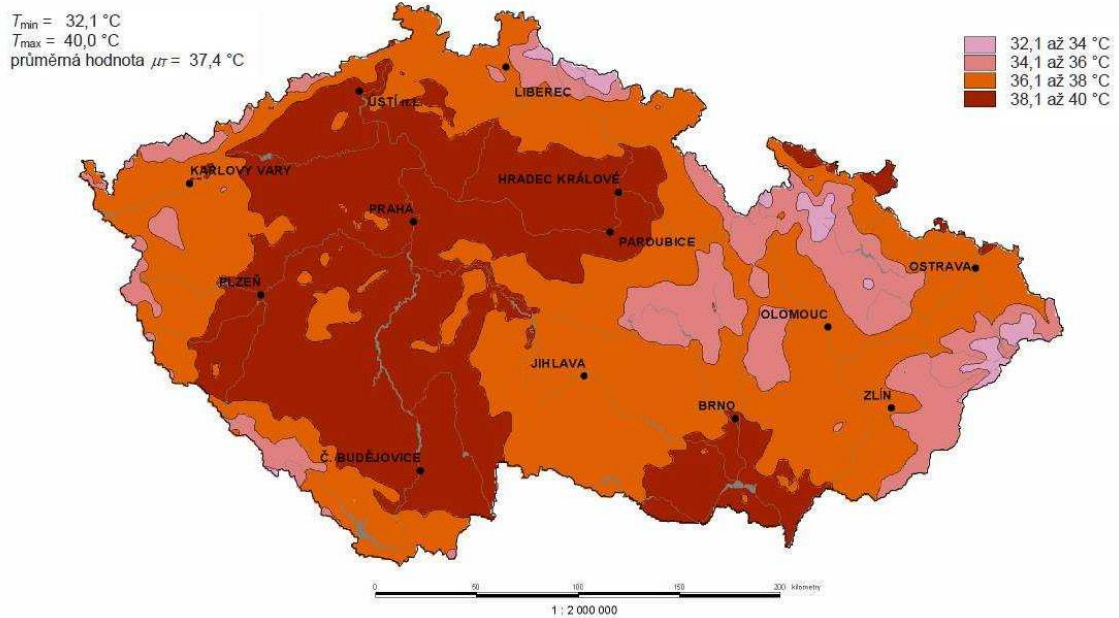 Tmin = 32,1 °C
Tmax = 40,0 °C
průměrná hodnota μT = 37,4 °C
32,1 až 34 °C
34,1 až 36 °C
36,1 až 38 °C
38,1 až 40 °C
LIBEREC
ÚSTÍ n.L.
KARLOVY VARY
HRADEC KRÁLOVÉ
PRAHA
PARDUBICE
OSTRAVA
PLZEŇ
OLOMOUC
JIHLAVA
ZLÍN
BRNO
Č. BUDĚJOVICE
0 50 100 150 200 kilometry
1 : 2 000 000